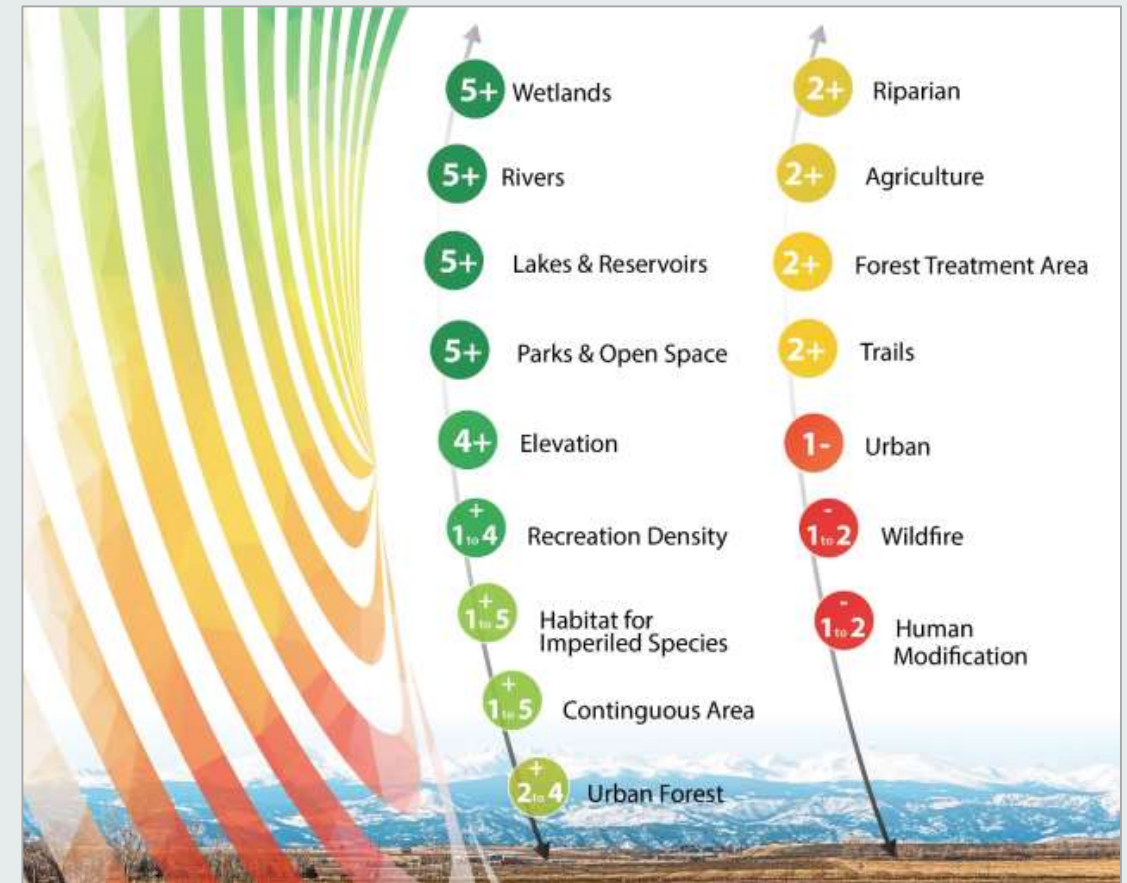 5+ Wetlands
5+ Rivers
5+ Lakes & Reservoirs
5+ Parks & Open Space
4+ Elevation
+
1 to 4 Recreation Density
+
1 to 5 Habitat for
Imperiled Species
+
1 to 5 Continguous Area
+
2 to 4 Urban Forest
2+ Riparian
2+ Agriculture
2+ Forest Treatment Area
2+ Trails
1- Urban
-
1 to 2 Wildfire
-
1 to 2 Human
Modification